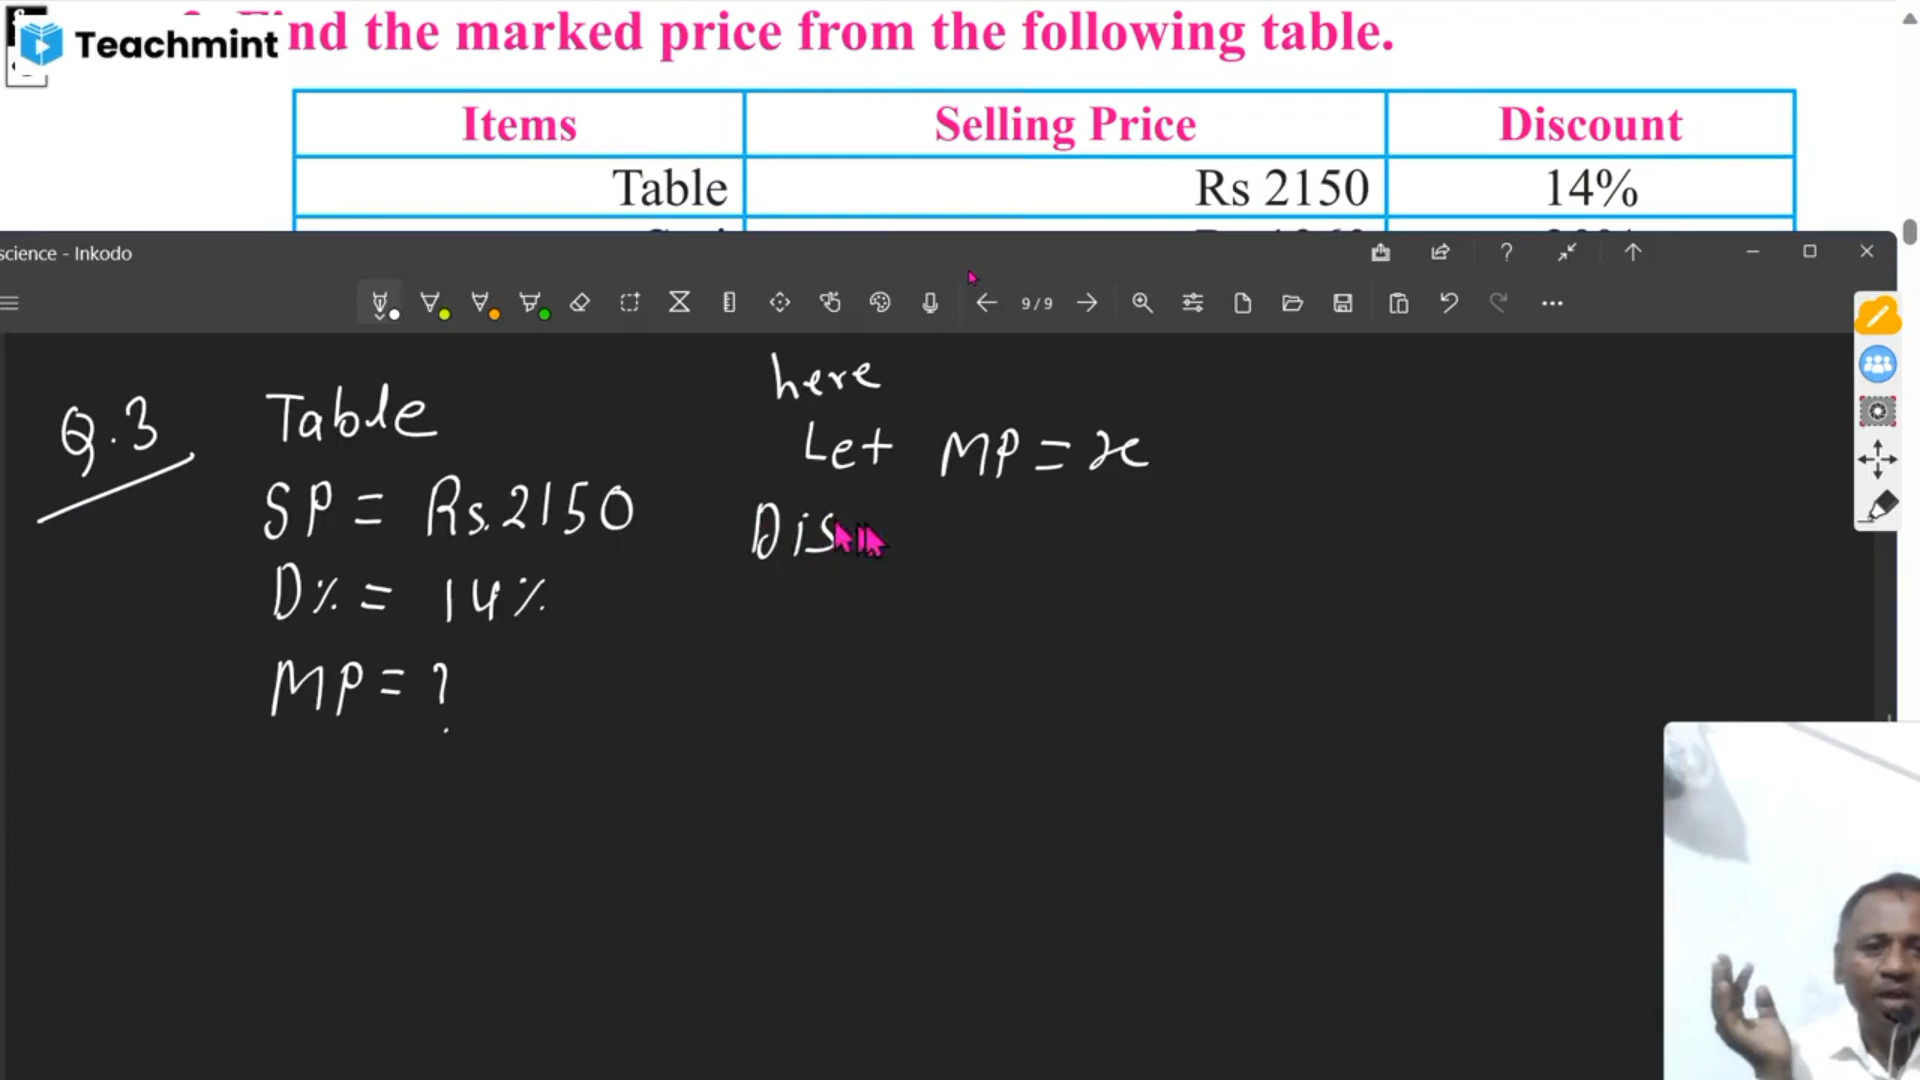 Teachmint
nd the marked price from the following table.
Items Selling Price Discount
Table Rs 2150 14%
science - Inkodo
9 / 9
Q.3
Table
SP = Rs. 2150
D% = 14%
MP = ?
here
Let MP = x
Dis